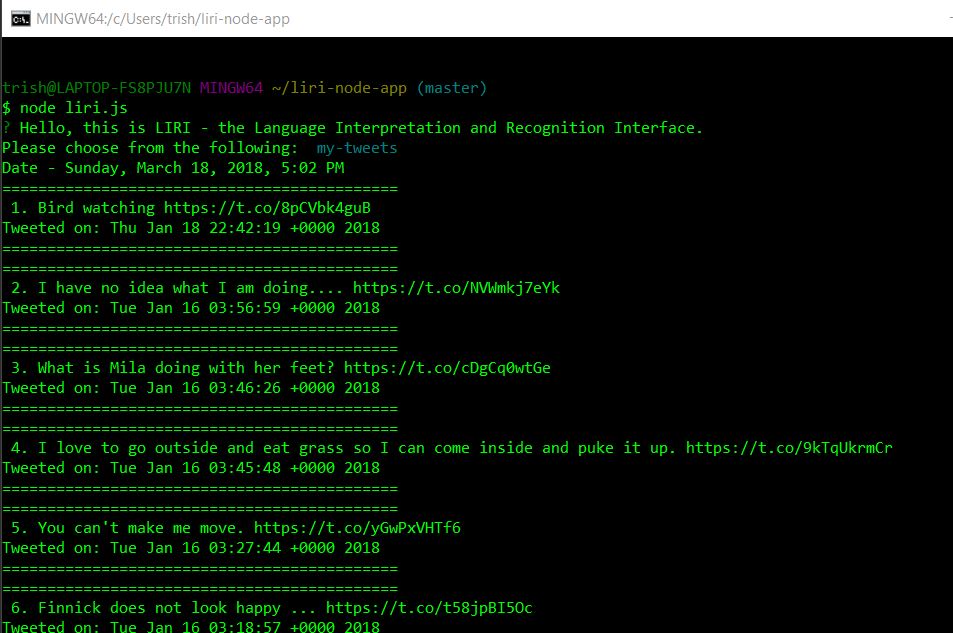 MINGW64:/c/Users/trish/liri-node-app
trish@LAPTOP-FS8PJU7N MINGW64 ~/liri-node-app (master)
$ node liri.js
? Hello, this is LIRI - the Language Interpretation and Recognition Interface.
Please choose from the following:  my-tweets
Date - Sunday, March 18, 2018, 5:02 PM
============================================
 1. Bird watching https://t.co/8pCVbk4guB
Tweeted on: Thu Jan 18 22:42:19 +0000 2018
============================================
============================================
 2. I have no idea what I am doing.... https://t.co/NVWmkj7eYk
Tweeted on: Tue Jan 16 03:56:59 +0000 2018
============================================
============================================
 3. What is Mila doing with her feet? https://t.co/cDgCq0wtGe
Tweeted on: Tue Jan 16 03:46:26 +0000 2018
============================================
============================================
 4. I love to go outside and eat grass so I can come inside and puke it up. https://t.co/9kTqUkrmCr
Tweeted on: Tue Jan 16 03:45:48 +0000 2018
============================================
============================================
 5. You can't make me move. https://t.co/yGwPxVHTf6
Tweeted on: Tue Jan 16 03:27:44 +0000 2018
============================================
============================================
 6. Finnick does not look happy ... https://t.co/t58jpBI5Oc
Tweeted on: Tue Jan 16 03:18:57 +0000 2018